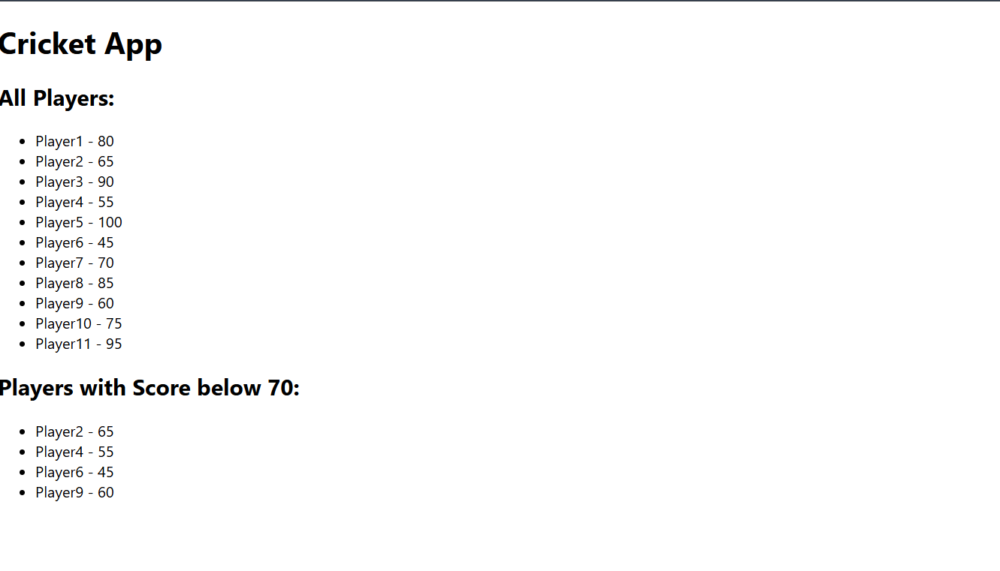 Cricket App
All Players:
Player1 - 80
Player2 - 65
Player3 - 90
Player4 - 55
Player5 - 100
Player6 - 45
Player7 - 70
Player8 - 85
Player9 - 60
Player10 - 75
Player11 - 95
Players with Score below 70:
Player2 - 65
Player4 - 55
Player6 - 45
Player9 - 60